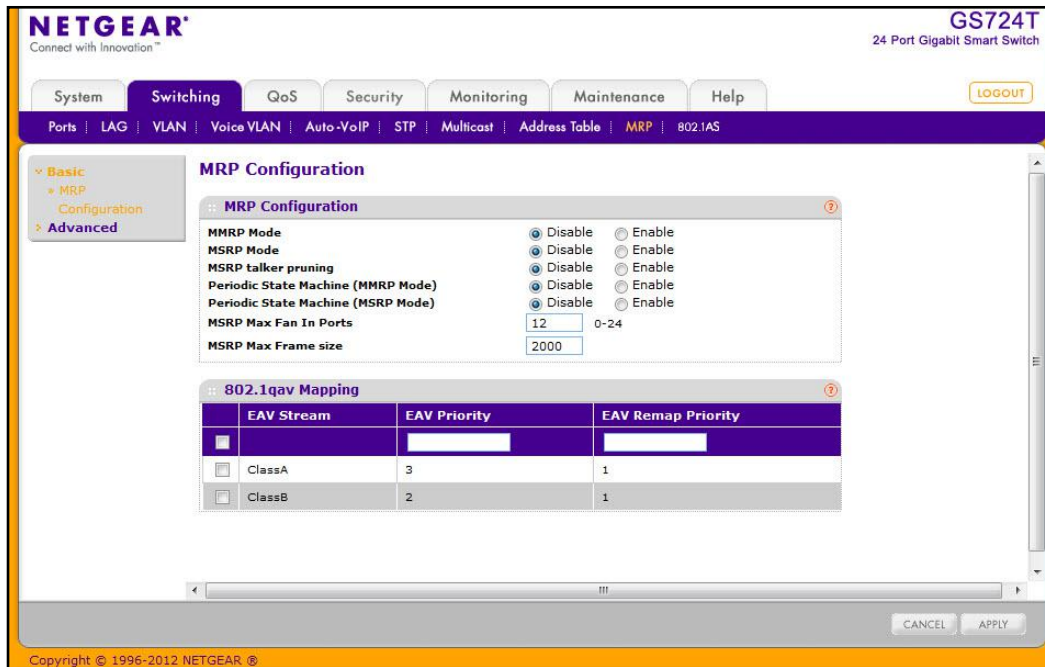 NETGEAR®
Connect with Innovation™
GS724T
24 Port Gigabit Smart Switch
System Switching QoS Security Monitoring Maintenance Help LOGOUT
Ports LAG VLAN Voice VLAN Auto-VoIP STP Multicast Address Table MRP 802.1AS
Basic
MRP
Configuration
Advanced
MRP Configuration
MRP Configuration ?
MMRP Mode Disable Enable
MSRP Mode Disable Enable
MSRP talker pruning Disable Enable
Periodic State Machine (MMRP Mode) Disable Enable
Periodic State Machine (MSRP Mode) Disable Enable
MSRP Max Fan In Ports 12 0-24
MSRP Max Frame size 2000
802.1qav Mapping ?
EAV Stream EAV Priority EAV Remap Priority
ClassA 3 1
ClassB 2 1
CANCEL APPLY
Copyright © 1996-2012 NETGEAR ®